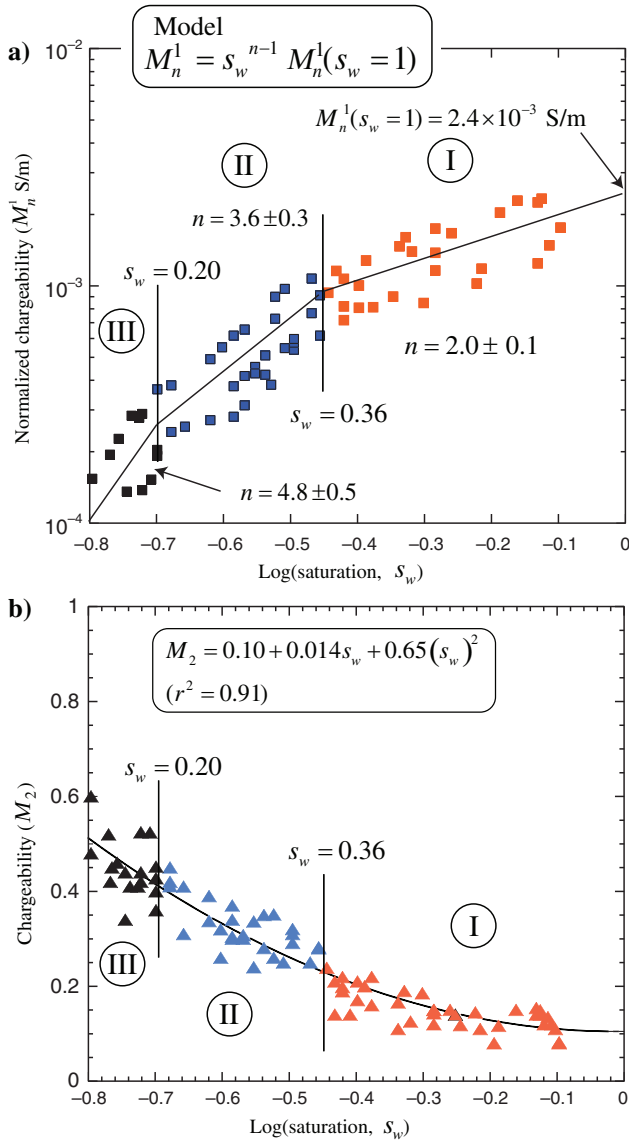 a)
Model
M_n^1 = s_w^{n−1} M_n^1(s_w = 1)
10^{−2}
M_n^1(s_w = 1) = 2.4×10^{−3} S/m
II
I
n = 3.6±0.3
s_w = 0.20
10^{−3}
III
n = 2.0± 0.1
s_w = 0.36
n = 4.8±0.5
10^{−4}
Normalized chargeability (M_n^1 S/m)
−0.8 −0.7 −0.6 −0.5 −0.4 −0.3 −0.2 −0.1 0
Log(saturation, s_w)
b)
1
M_2 = 0.10 + 0.014s_w + 0.65(s_w)^2
(r^2 = 0.91)
0.8
0.6
s_w = 0.20
s_w = 0.36
0.4
I
III
II
0.2
0
Chargeability (M_2)
−0.8 −0.7 −0.6 −0.5 −0.4 −0.3 −0.2 −0.1 0
Log(saturation, s_w)